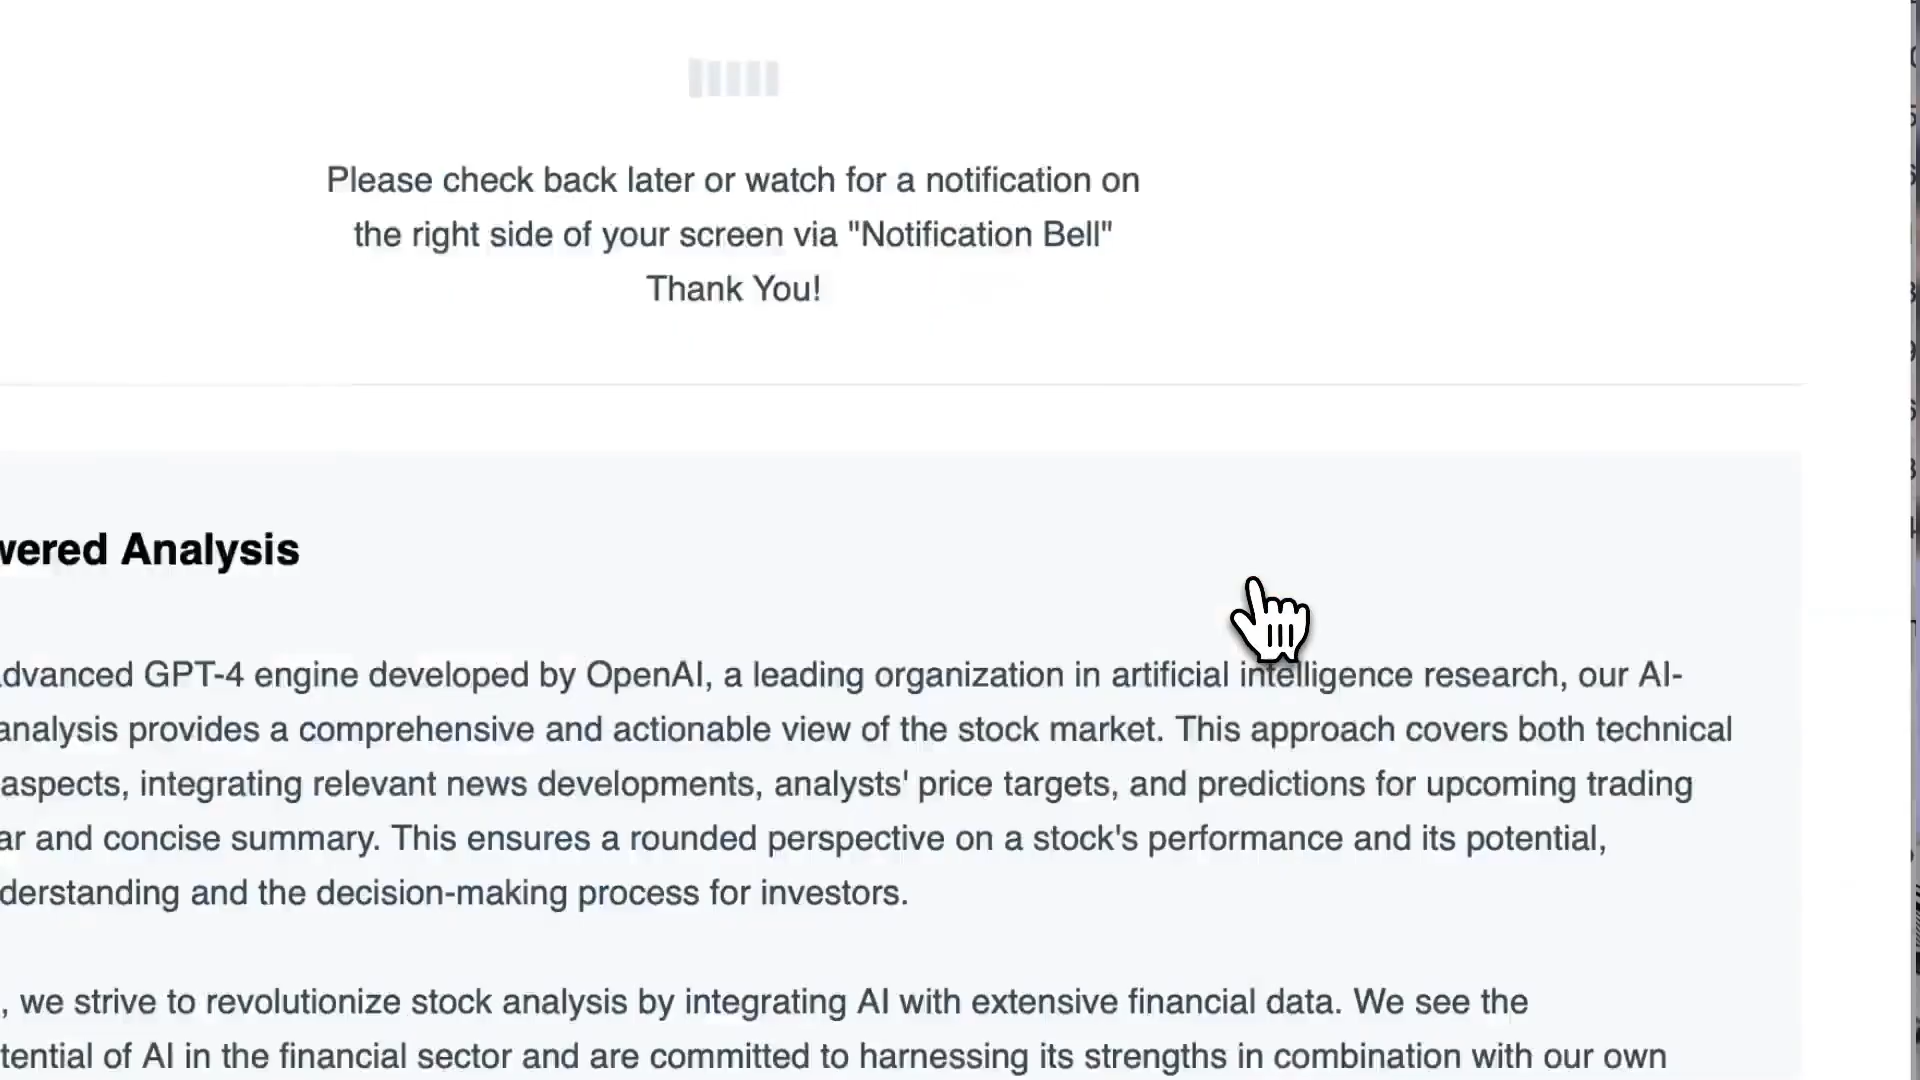 Please check back later or watch for a notification on
the right side of your screen via "Notification Bell"
Thank You!
wered Analysis
dvanced GPT-4 engine developed by OpenAI, a leading organization in artificial intelligence research, our AI-
analysis provides a comprehensive and actionable view of the stock market. This approach covers both technical
aspects, integrating relevant news developments, analysts' price targets, and predictions for upcoming trading
ar and concise summary. This ensures a rounded perspective on a stock's performance and its potential,
derstanding and the decision-making process for investors.
, we strive to revolutionize stock analysis by integrating AI with extensive financial data. We see the
tential of AI in the financial sector and are committed to harnessing its strengths in combination with our own